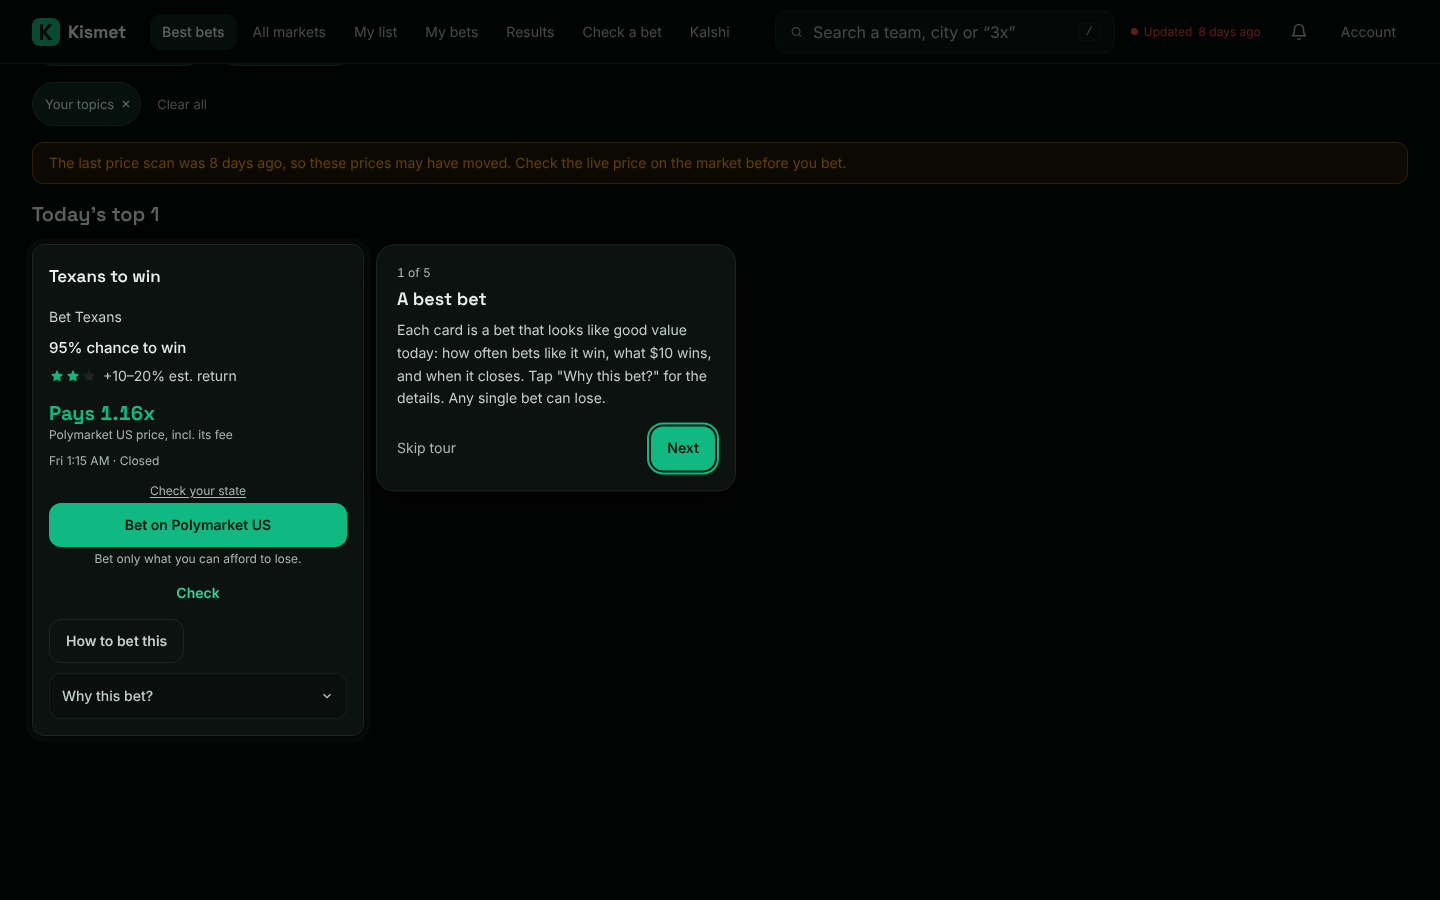 K Kismet Best bets All markets My list My bets Results Check a bet Kalshi Search a team, city or “3x” / Updated 8 days ago Account
Your topics × Clear all
The last price scan was 8 days ago, so these prices may have moved. Check the live price on the market before you bet.
Today’s top 1
Texans to win
Bet Texans
95% chance to win
+10–20% est. return
Pays 1.16x
Polymarket US price, incl. its fee
Fri 1:15 AM · Closed
Check your state
Bet on Polymarket US
Bet only what you can afford to lose.
Check
How to bet this
Why this bet?
1 of 5
A best bet
Each card is a bet that looks like good value
today: how often bets like it win, what $10 wins,
and when it closes. Tap "Why this bet?" for the
details. Any single bet can lose.
Skip tour Next